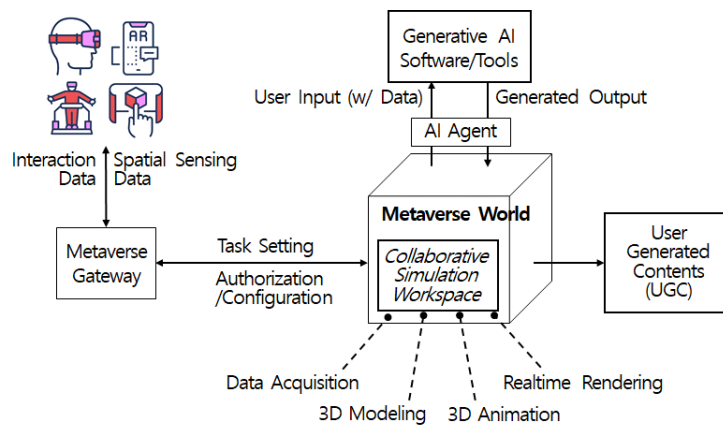 AR
Generative AI
Software/Tools
User Input (w/ Data)
Generated Output
AI Agent
Interaction
Data
Spatial Sensing
Data
Metaverse World
Metaverse
Gateway
Task Setting
Authorization
/Configuration
Collaborative
Simulation
Workspace
User
Generated
Contents
(UGC)
Data Acquisition
Realtime Rendering
3D Modeling
3D Animation